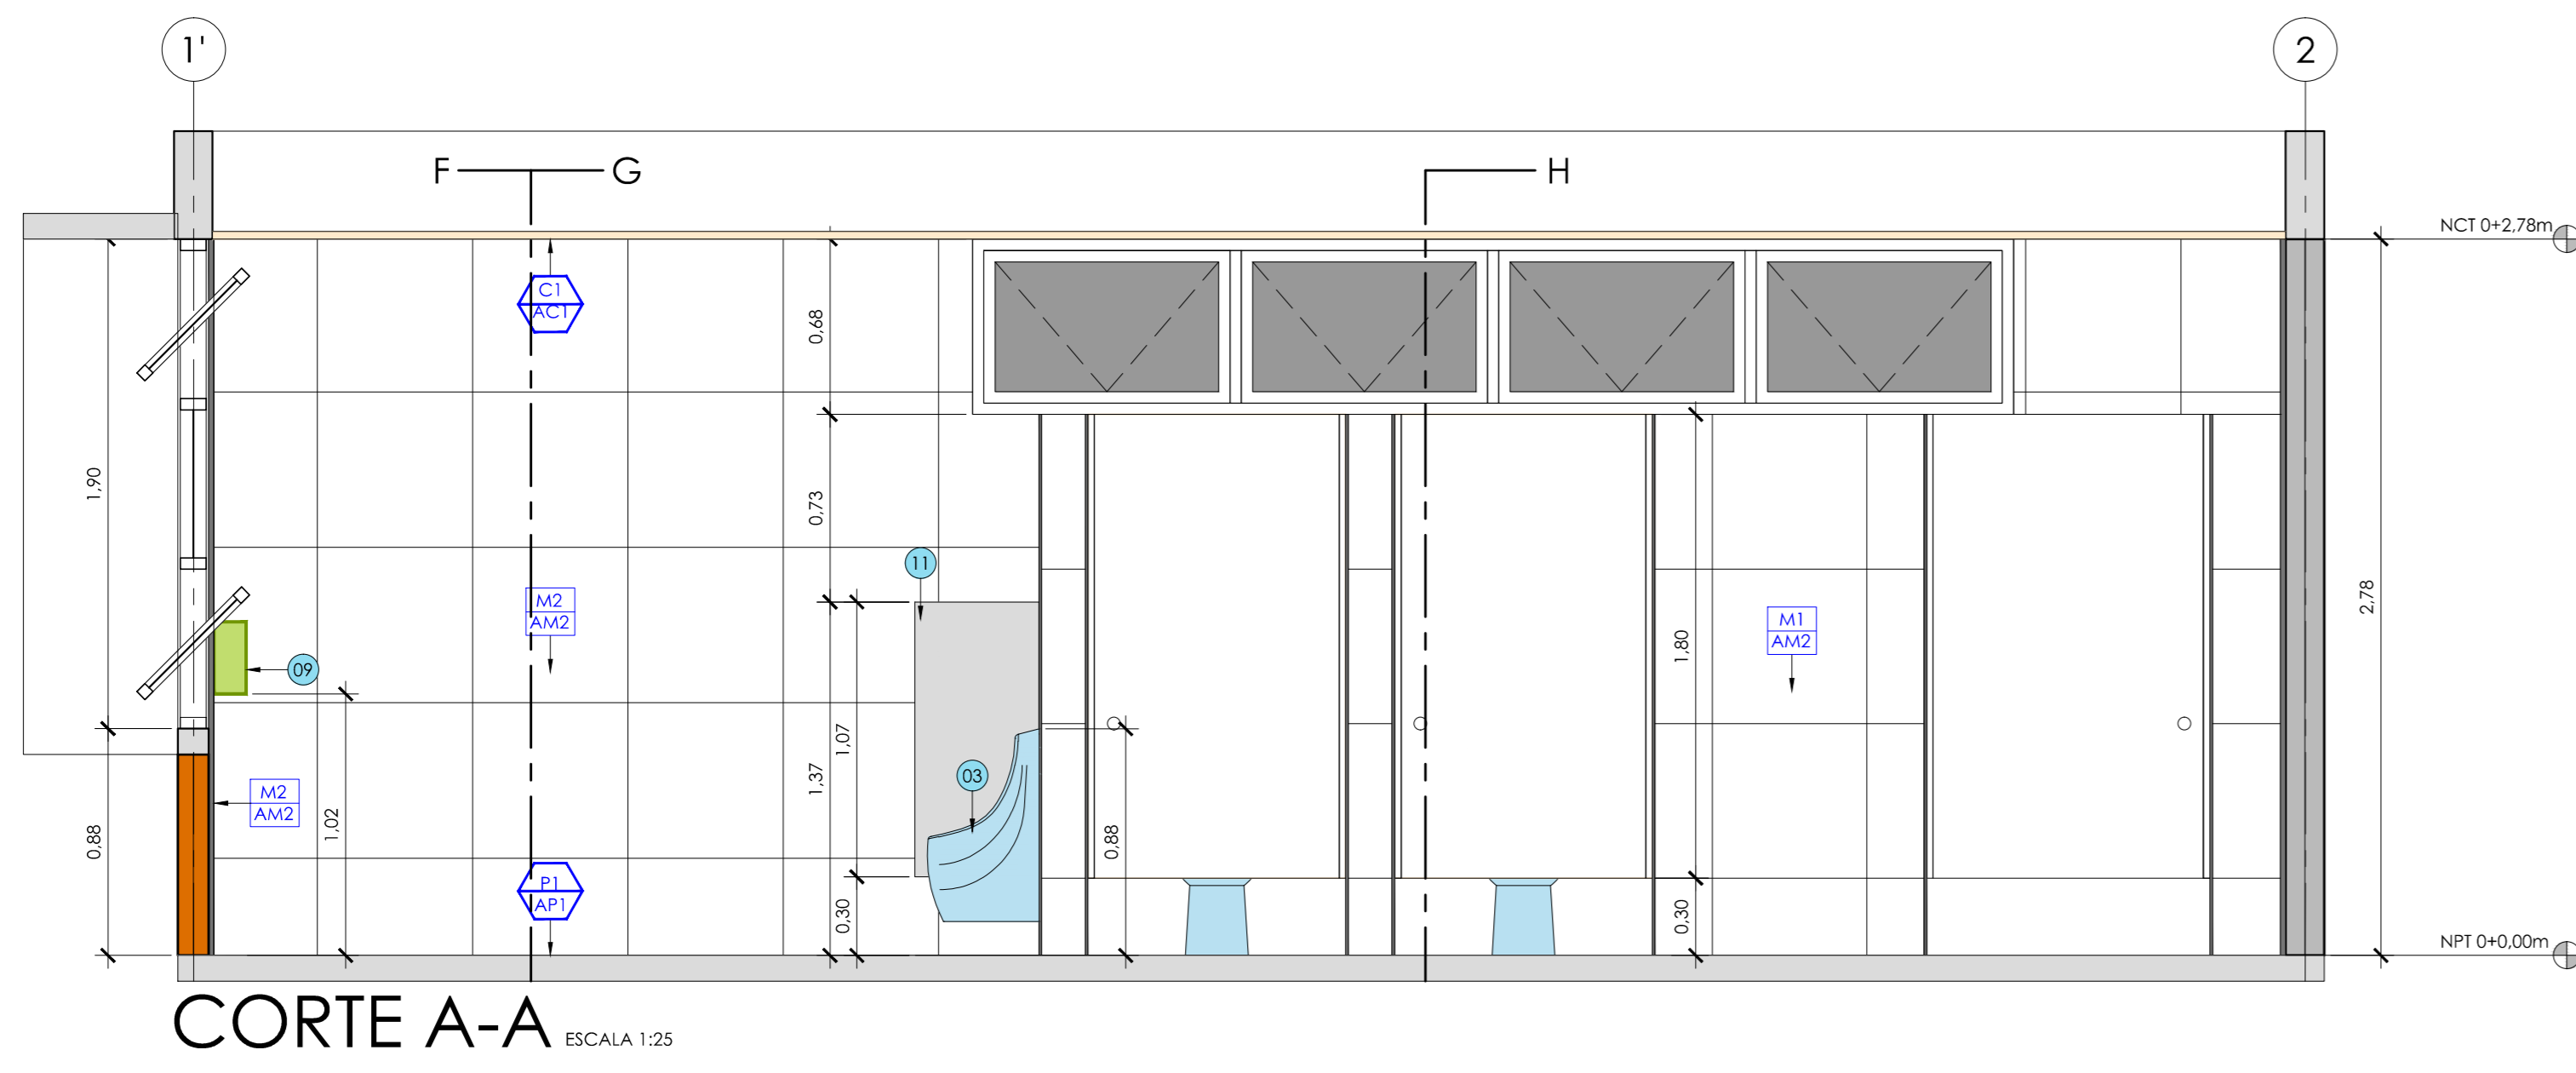 1'
2
F
G
H
NCT 0+2,78m
C1
AC1
0,68
1,90
0,73
11
M2
AM2
M1
AM2
2,78
1,80
09
1,07
1,37
03
M2
AM2
1,02
0,88
0,88
P1
AP1
0,30
0,30
NPT 0+0,00m
CORTE A-A ESCALA 1:25